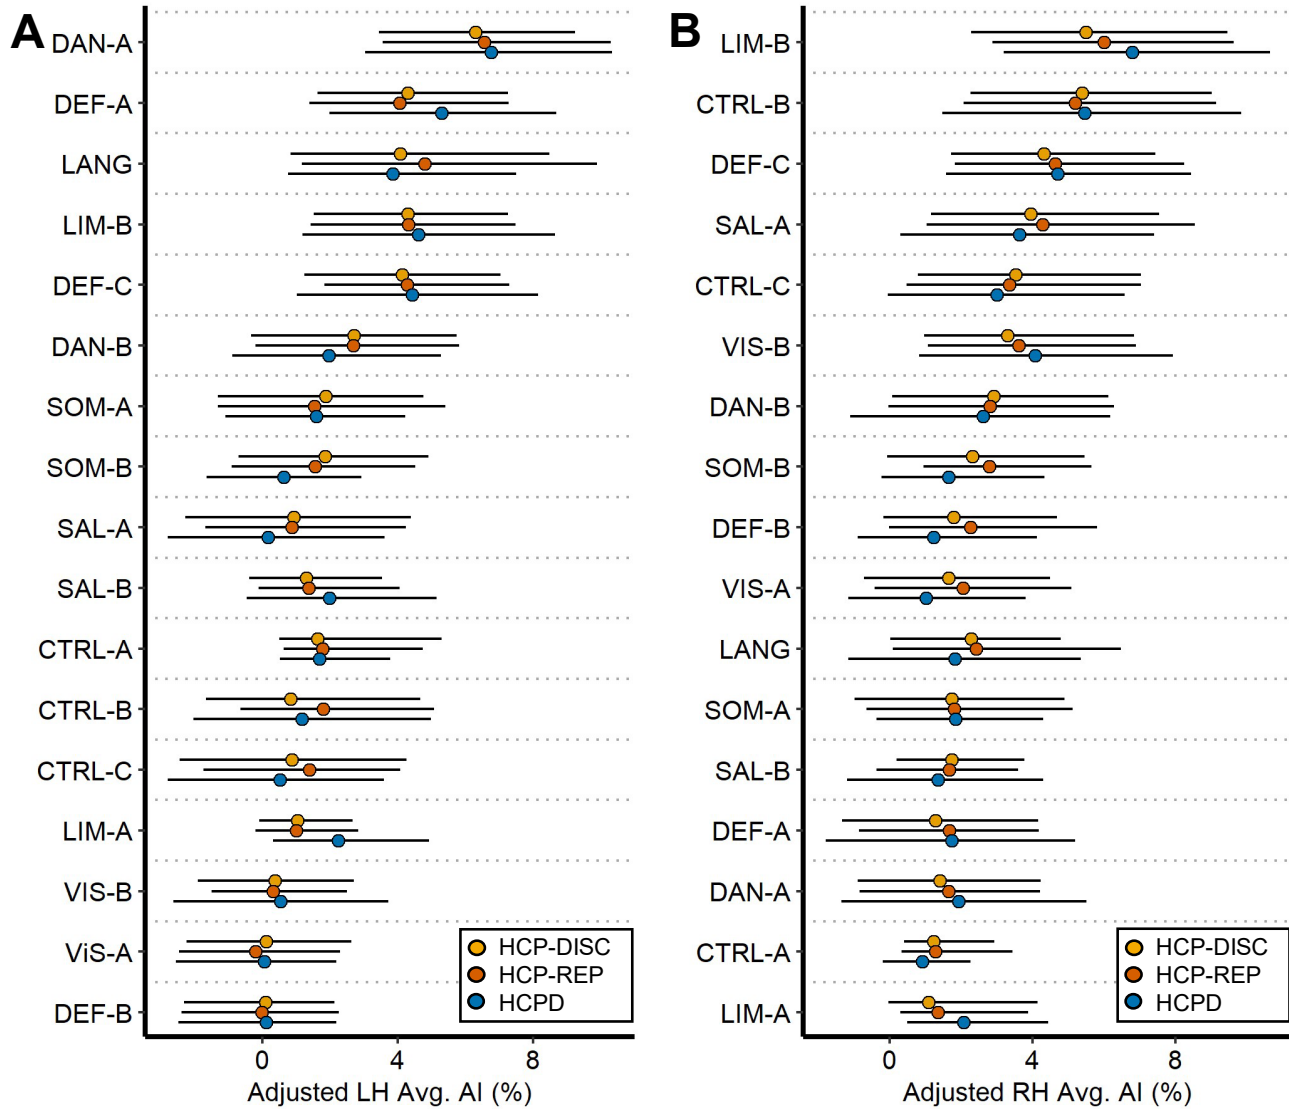 A
DAN-A
DEF-A
LANG
LIM-B
DEF-C
DAN-B
SOM-A
SOM-B
SAL-A
SAL-B
CTRL-A
CTRL-B
CTRL-C
LIM-A
VIS-B
ViS-A
DEF-B
HCP-DISC
HCP-REP
HCPD
0 4 8
Adjusted LH Avg. AI (%)
B
LIM-B
CTRL-B
DEF-C
SAL-A
CTRL-C
VIS-B
DAN-B
SOM-B
DEF-B
VIS-A
LANG
SOM-A
SAL-B
DEF-A
DAN-A
CTRL-A
LIM-A
HCP-DISC
HCP-REP
HCPD
0 4 8
Adjusted RH Avg. AI (%)